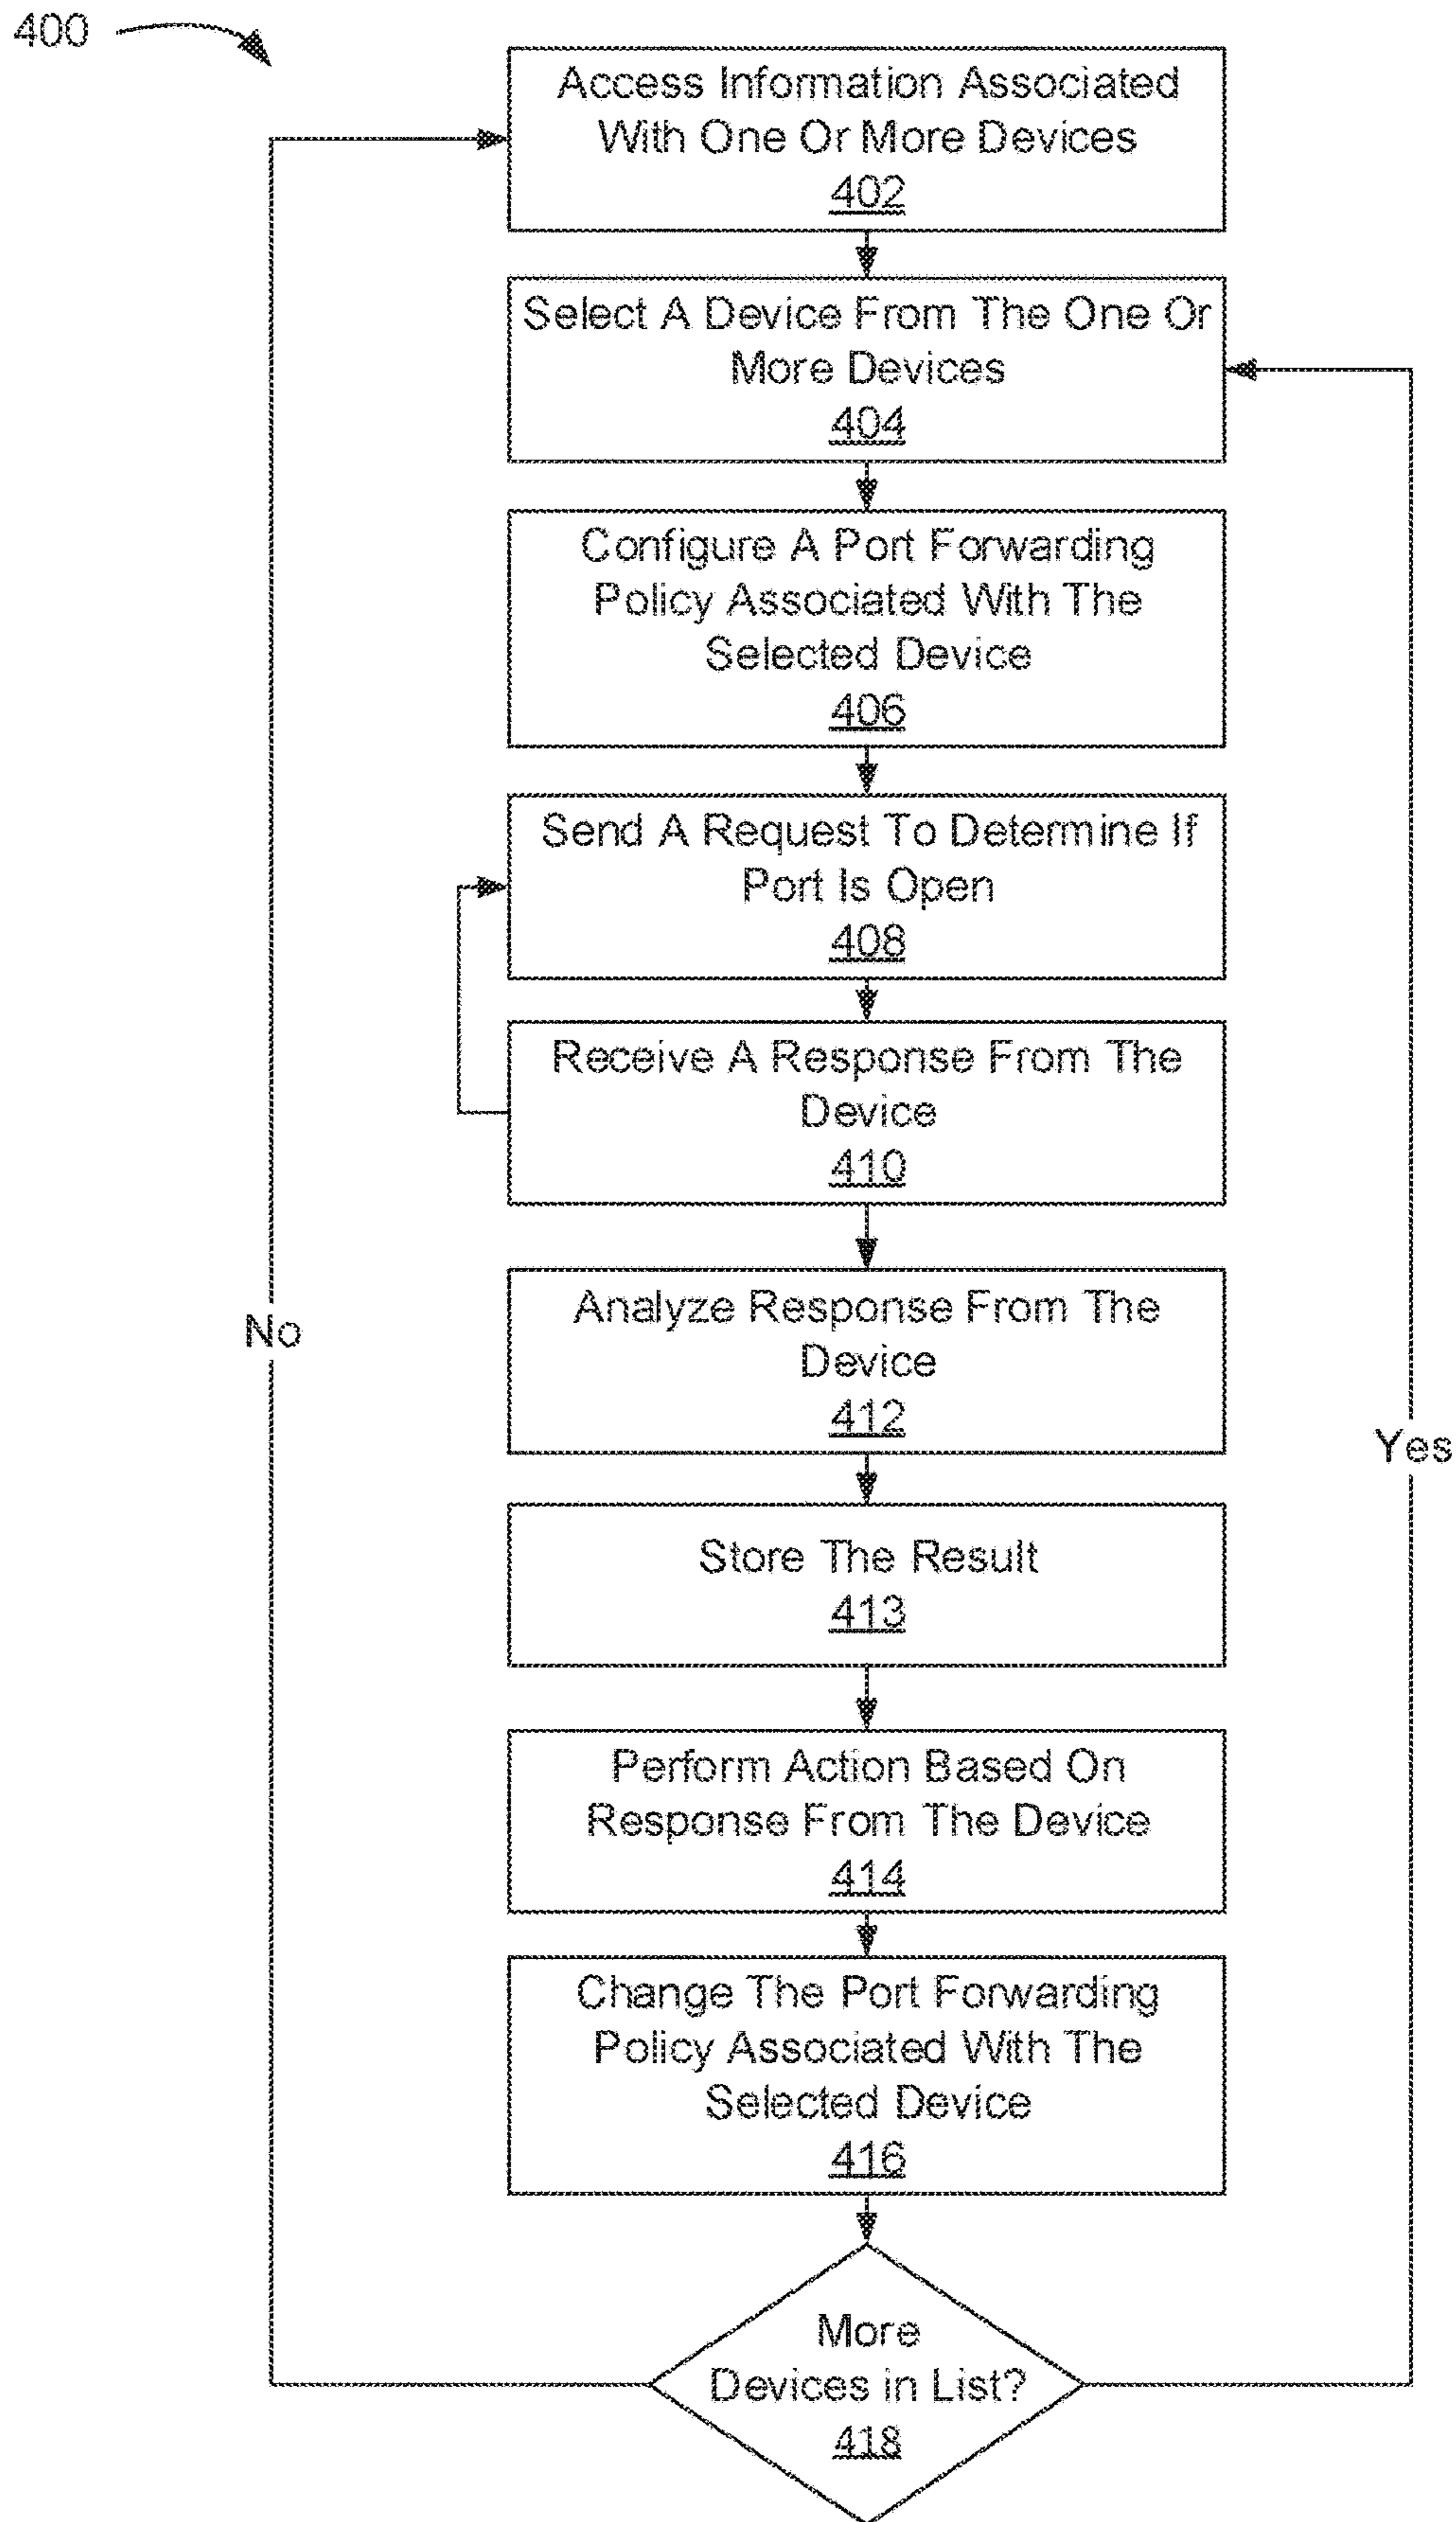 400
Access Information Associated
With One Or More Devices
402
Select A Device From The One Or
More Devices
404
Configure A Port Forwarding
Policy Associated With The
Selected Device
406
Send A Request To Determine If
Port Is Open
408
Receive A Response From The
Device
410
Analyze Response From The
Device
412
No
Yes
Store The Result
413
Perform Action Based On
Response From The Device
414
Change The Port Forwarding
Policy Associated With The
Selected Device
416
More
Devices in List?
418